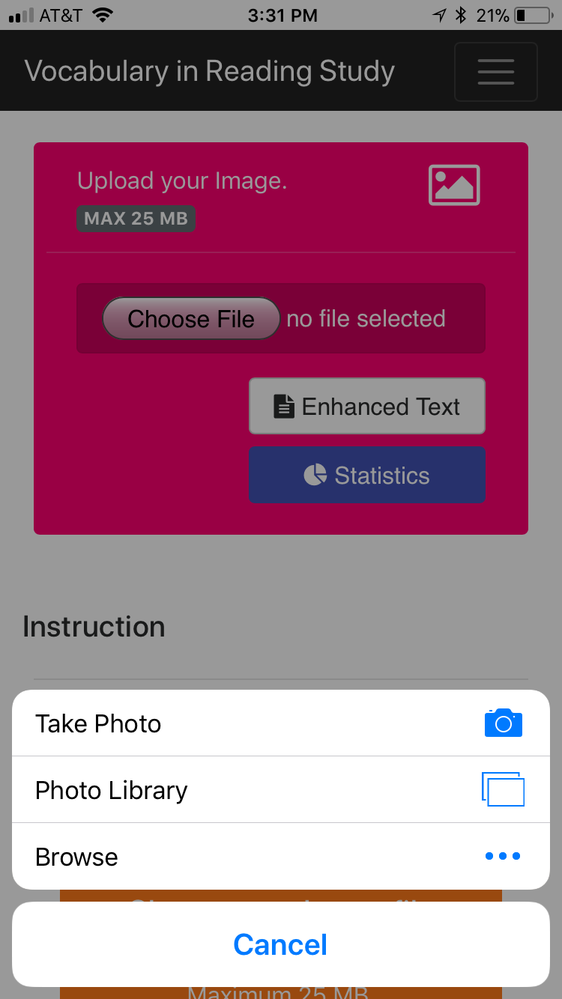 AT&T 3:31 PM 21%
Vocabulary in Reading Study
Upload your Image.
MAX 25 MB
Choose File no file selected
Enhanced Text
Statistics
Instruction
Take Photo
Photo Library
Browse
Cancel
Maximum 25 MB